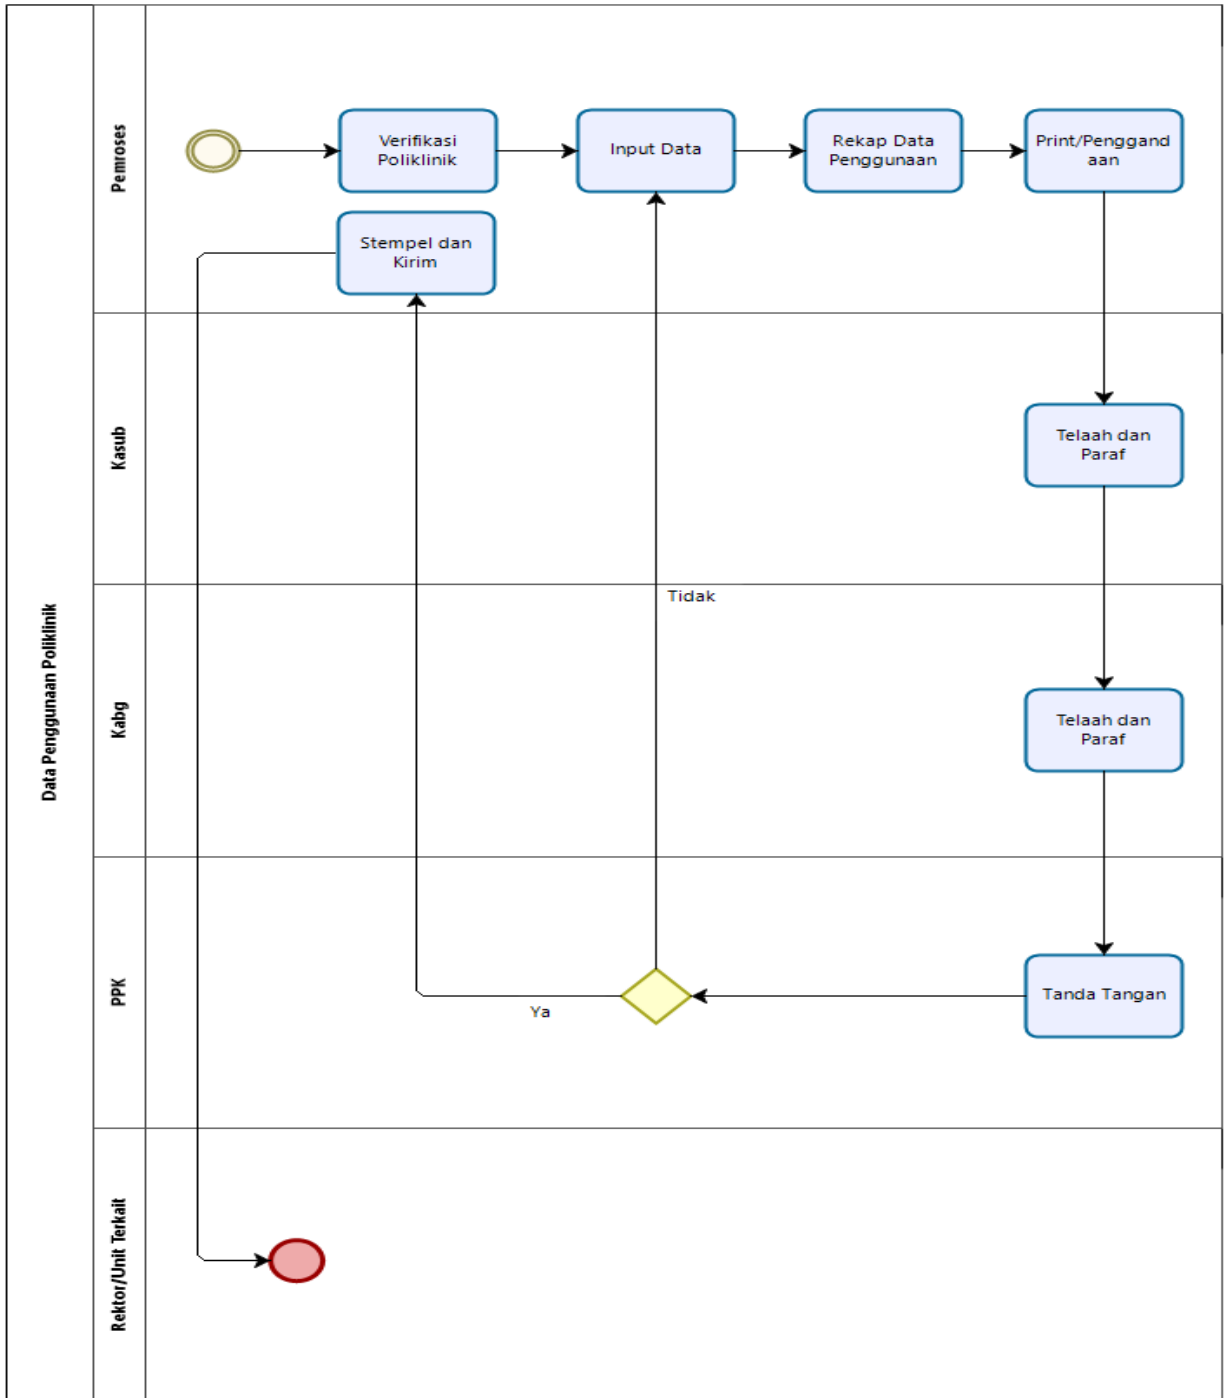 Data Penggunaan Poliklinik
Pemroses
Verifikasi
Poliklinik
Input Data
Rekap Data
Penggunaan
Print/Penggand
aan
Stempel dan
Kirim
Kasub
Telaah dan
Paraf
Kabg
Tidak
Telaah dan
Paraf
PPK
Ya
Tanda Tangan
Rektor/Unit Terkait